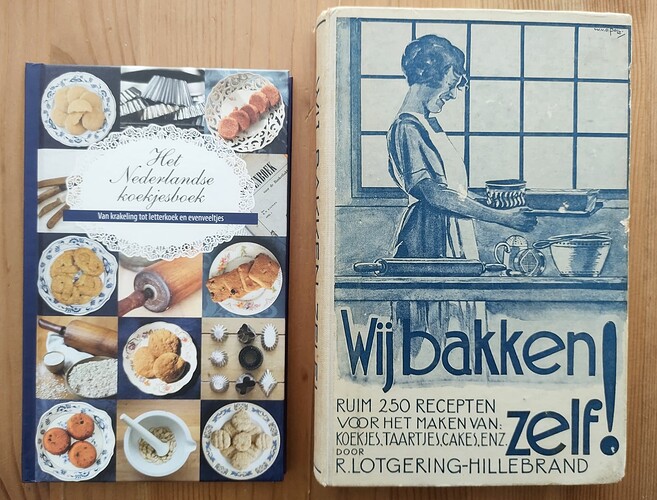 Het
Nederlandse
koekjesboek
Van krakeling tot letterkoek en evenveeltjes
Wij bakken
zelf!
RUIM 250 RECEPTEN
VOOR HET MAKEN VAN:
KOEKJES, TAARTJES, CAKES, ENZ.
DOOR
R. LOTGERING-HILLEBRAND